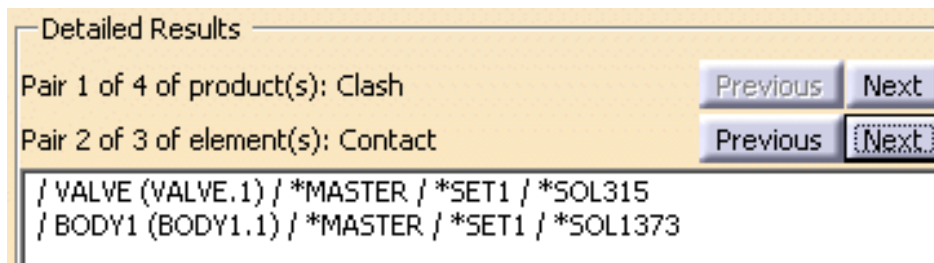 Detailed Results
Pair 1 of 4 of product(s): Clash Previous Next
Pair 2 of 3 of element(s): Contact Previous Next
/ VALVE (VALVE.1) / *MASTER / *SET1 / *SOL315
/ BODY1 (BODY1.1) / *MASTER / *SET1 / *SOL1373